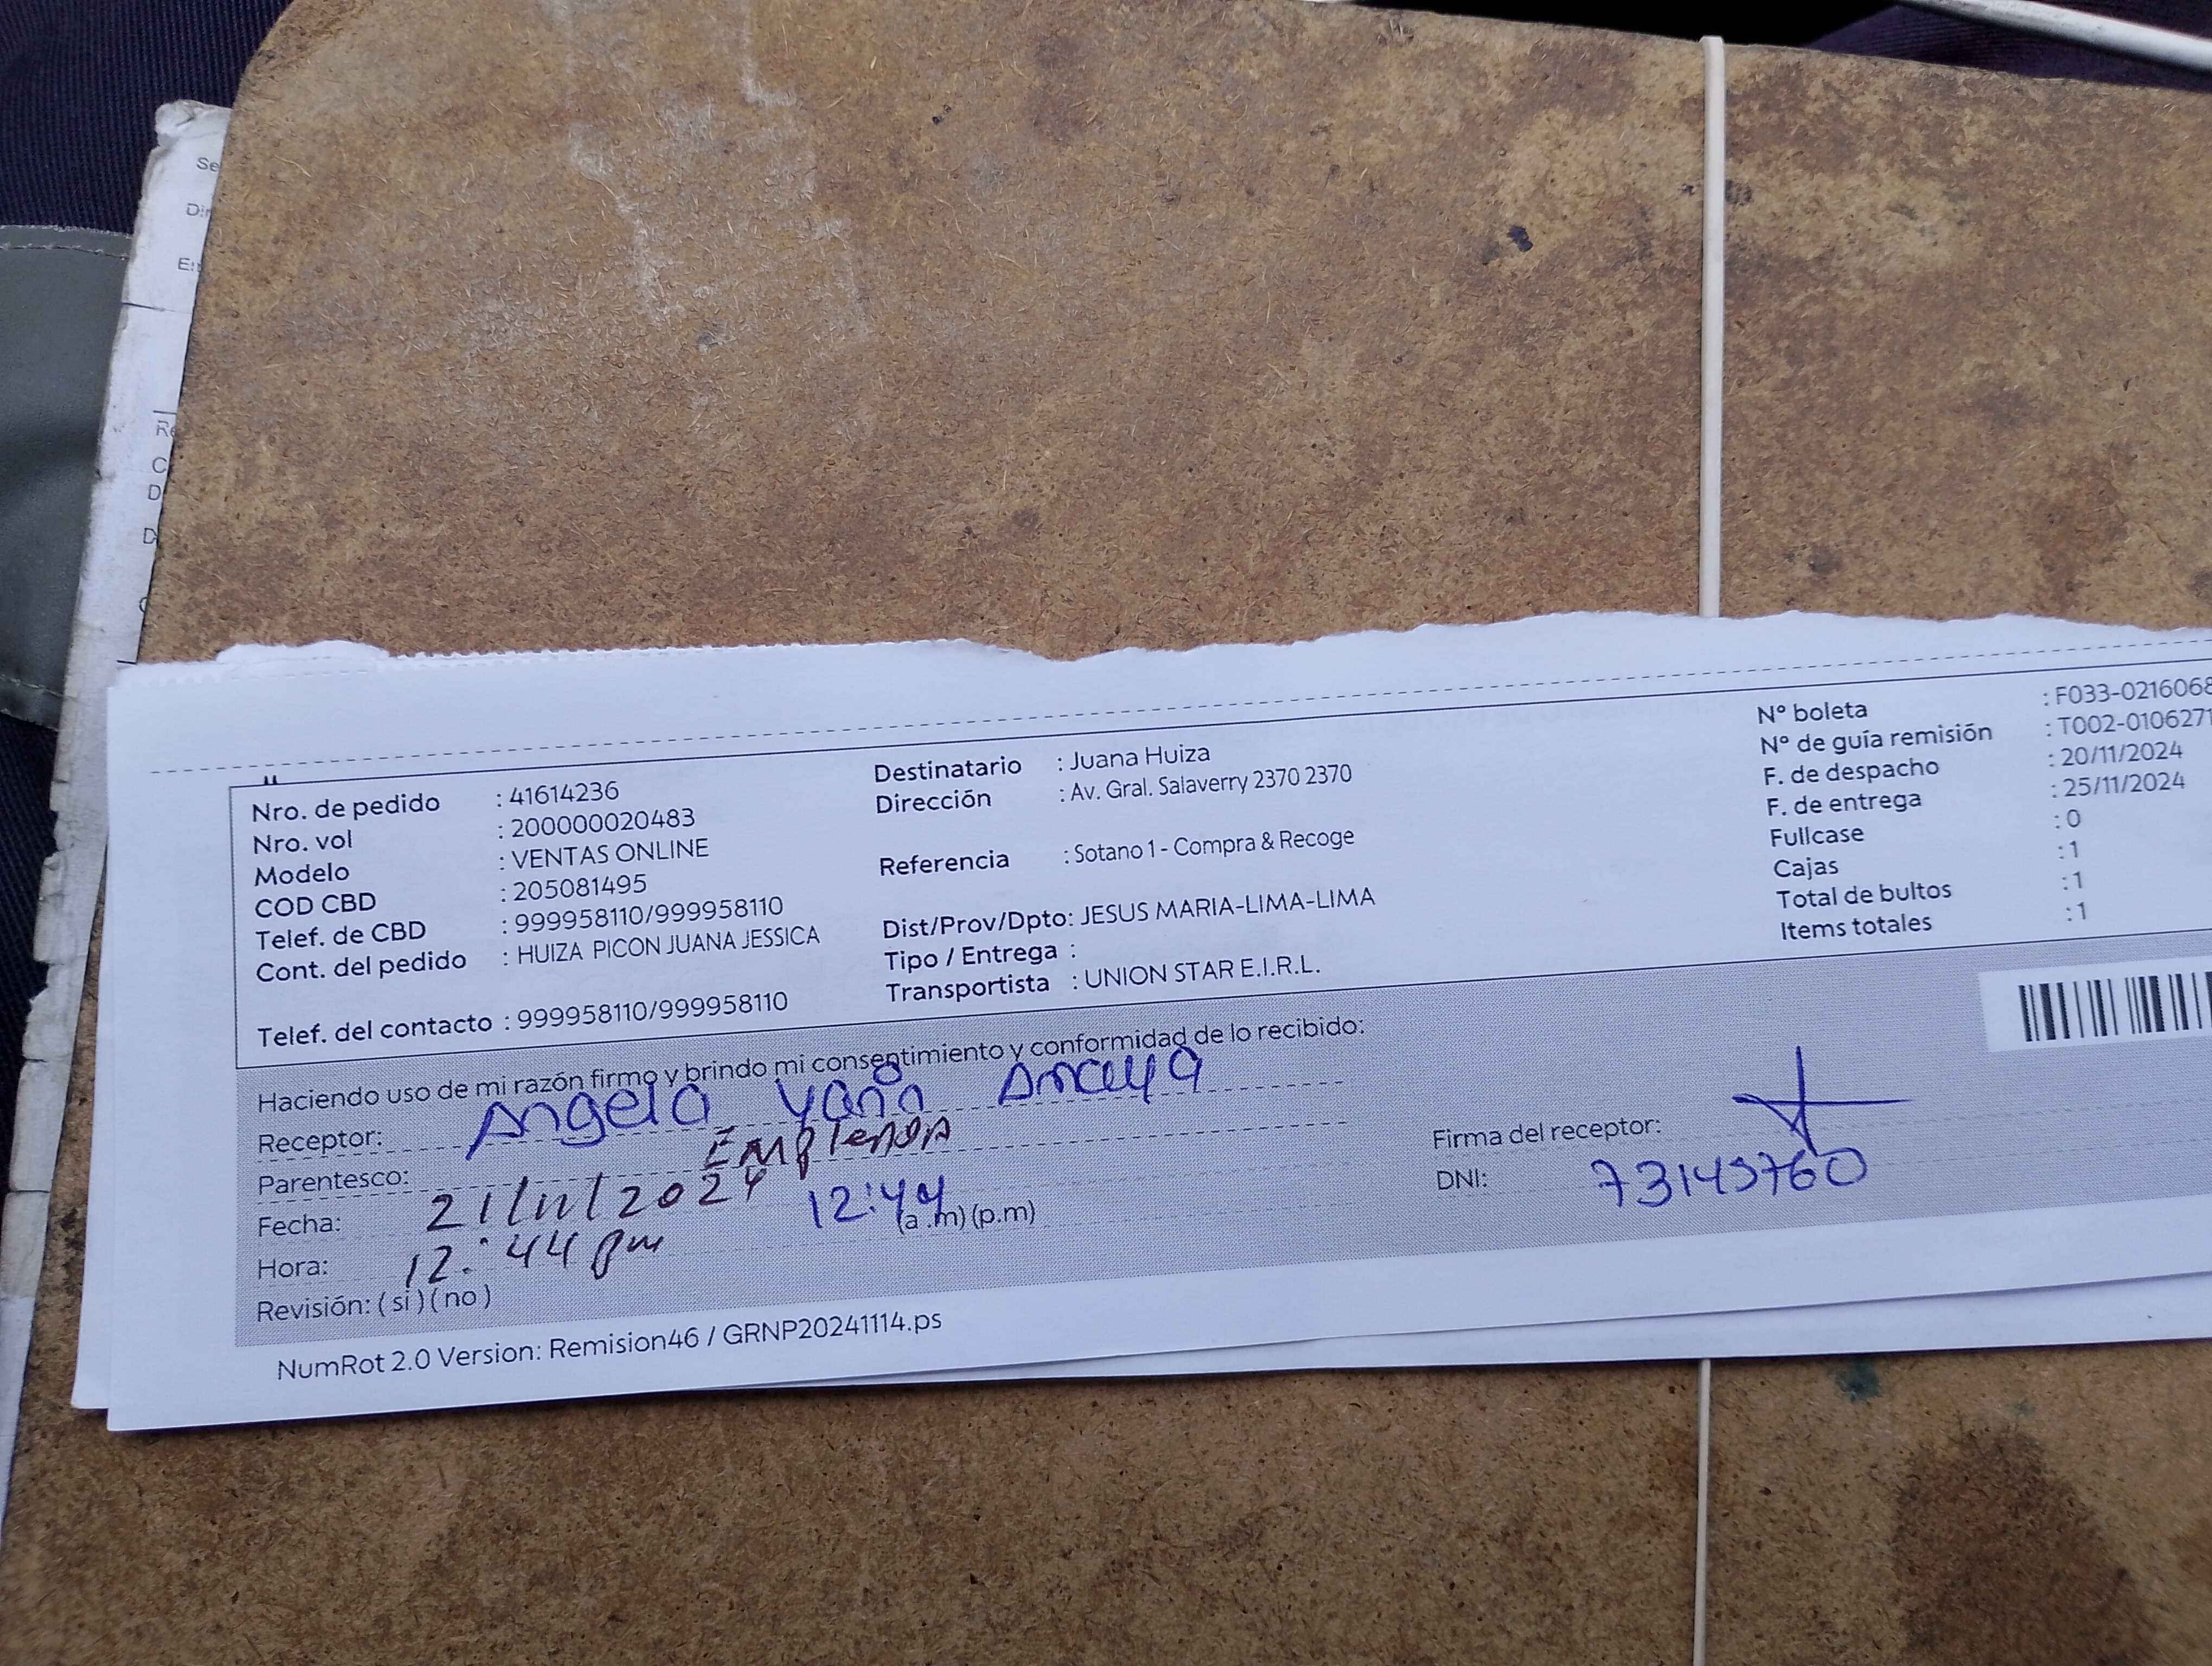 Se
Dir
Nro. de pedido : 41614236
Nro. vol : 200000020483
Modelo : VENTAS ONLINE
COD CBD : 205081495
Telef. de CBD : 999958110/999958110
Cont. del pedido : HUIZA PICON JUANA JESSICA
Telef. del contacto : 999958110/999958110
Destinatario : Juana Huiza
Dirección : Av. Gral. Salaverry 2370 2370
Referencia : Sotano 1 - Compra & Recoge
Dist/Prov/Dpto: JESUS MARIA-LIMA-LIMA
Tipo / Entrega :
Transportista : UNION STAR E.I.R.L.
N° boleta : F033-0216068
N° de guía remisión : T002-0106271
F. de despacho : 20/11/2024
F. de entrega : 25/11/2024
Fullcase : 0
Cajas : 1
Total de bultos : 1
Items totales : 1
Haciendo uso de mi razón firmo y brindo mi consentimiento y conformidad de lo recibido:
Receptor: Angelo Yañ
Parentesco:
Fecha: 21/11/2024
Hora: 12:44 pm 12:44 (a .m) (p.m)
Revisión: ( si ) ( no )
Firma del receptor:
DNI: 73145760
NumRot 2.0 Version: Remision46 / GRNP20241114.ps